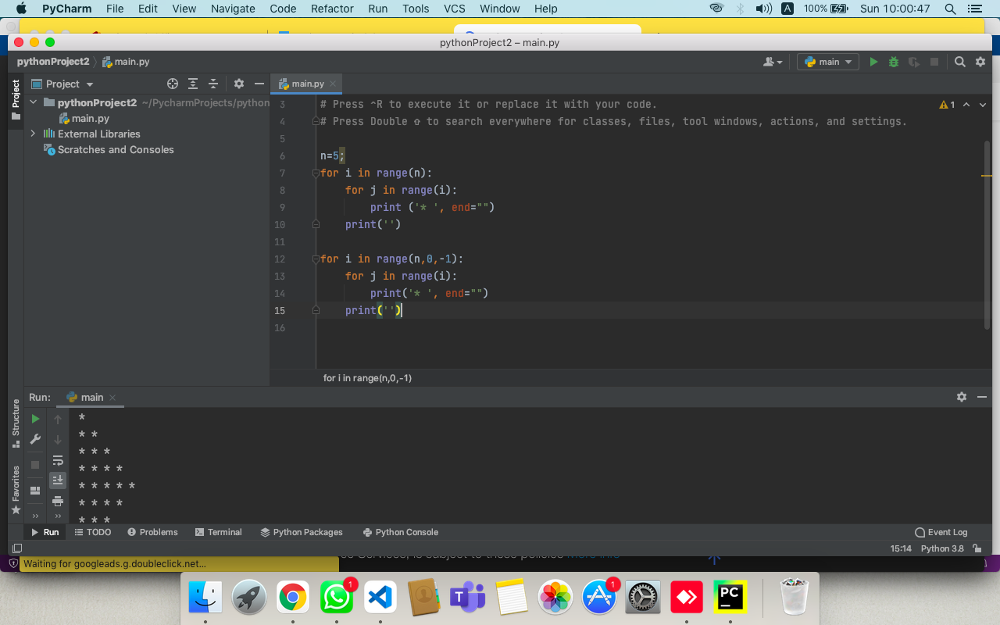 PyCharm File Edit View Navigate Code Refactor Run Tools VCS Window Help A 100% Sun 10:00:47
pythonProject2 – main.py
pythonProject2 main.py main
Project
Project main.py
pythonProject2 ~/PycharmProjects/python
main.py
External Libraries
Scratches and Consoles
3 # Press ^R to execute it or replace it with your code. 1
4 # Press Double ⇧ to search everywhere for classes, files, tool windows, actions, and settings.
5
6 n=5;
7 for i in range(n):
8 for j in range(i):
9 print ('* ', end="")
10 print('')
11
12 for i in range(n,0,-1):
13 for j in range(i):
14 print('* ', end="")
15 print('')
16
for i in range(n,0,-1)
Run: main
Structure
Favorites
*
* *
* * *
* * * *
* * * * *
* * * *
* * *
Run TODO Problems Terminal Python Packages Python Console Event Log
15:14 Python 3.8
Waiting for googleads.g.doubleclick.net...
1
1
PC